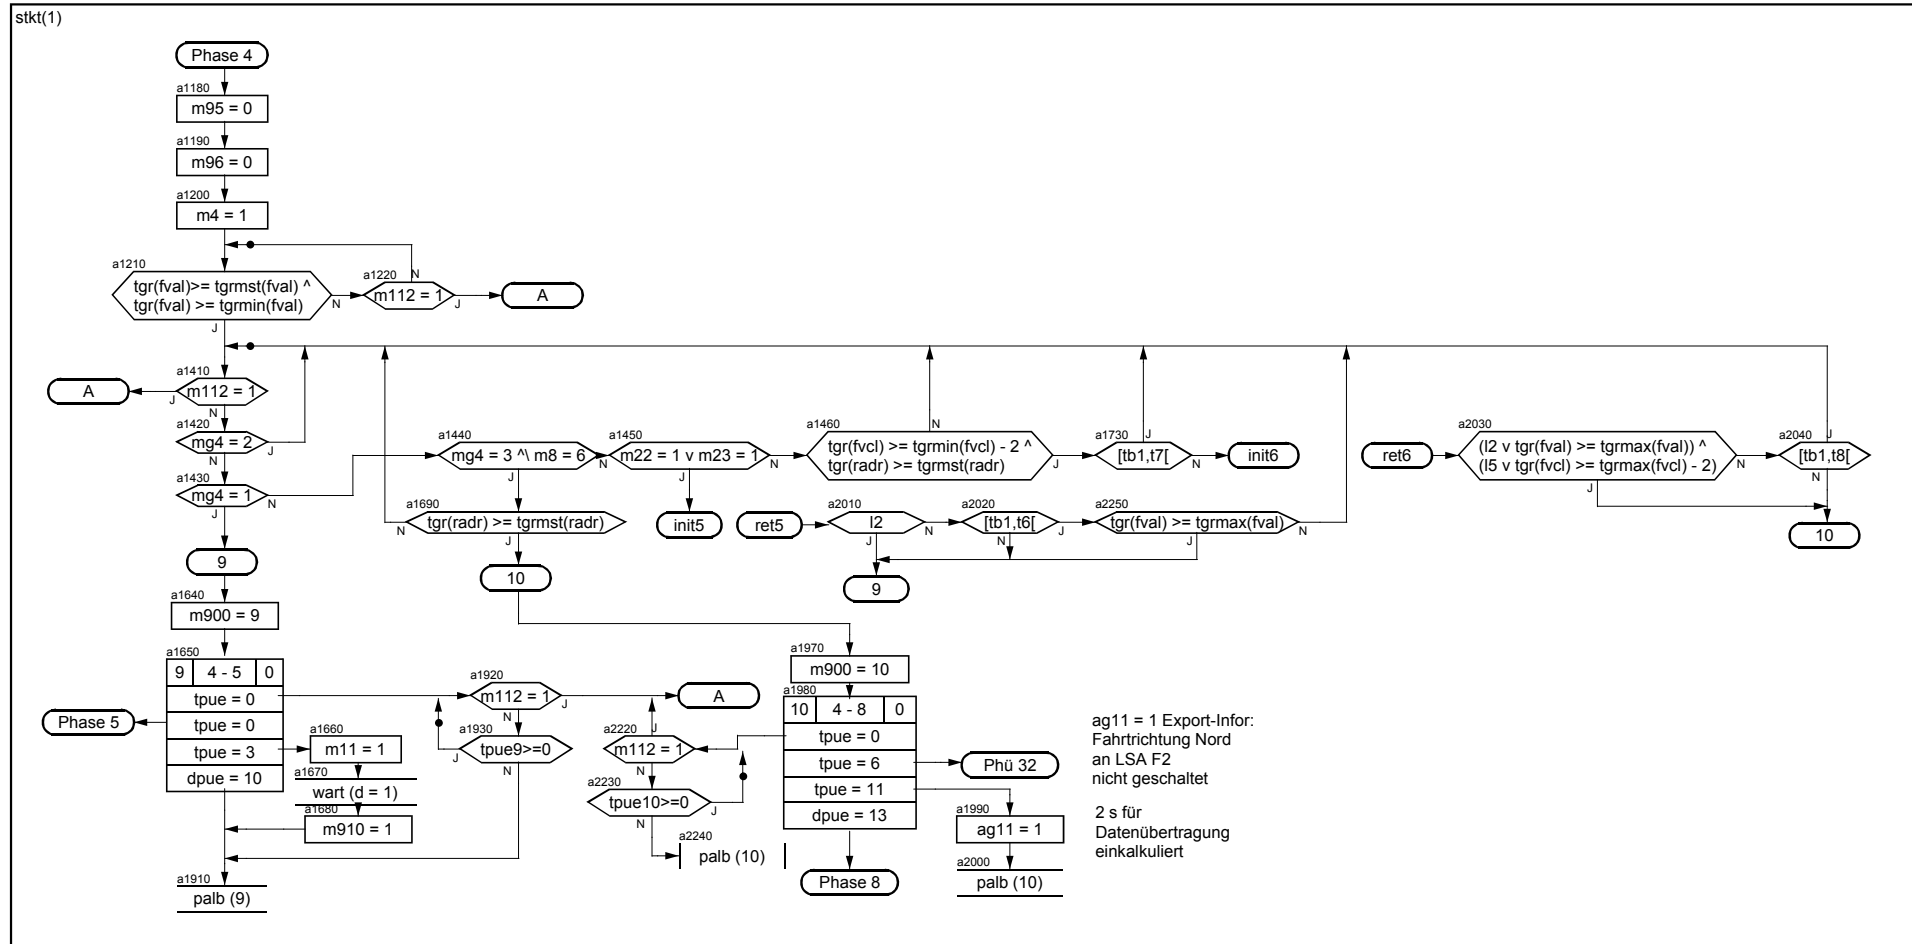 stkt(1)
Phase 4
a1180
m95 = 0
a1190
m96 = 0
a1200
m4 = 1
a1210
tgr(fval)>= tgrmst(fval) ^
tgr(fval) >= tgrmin(fval)
J
N
a1220
m112 = 1
N
J
A
a1410
m112 = 1
J
N
A
a1420
mg4 = 2
J
N
a1430
mg4 = 1
N
J
a1440
mg4 = 3 ^\ m8 = 6
N
J
a1450
m22 = 1 v m23 = 1
N
J
a1460
tgr(fvcl) >= tgrmin(fvcl) - 2 ^
tgr(radr) >= tgrmst(radr)
N
J
a1730
[tb1,t7[
J
N
init6
ret6
a2030
(l2 v tgr(fval) >= tgrmax(fval)) ^
(l5 v tgr(fvcl) >= tgrmax(fvcl) - 2)
N
J
a2040
[tb1,t8[
J
N
10
a1690
tgr(radr) >= tgrmst(radr)
N
J
init5
ret5
a2010
l2
N
J
a2020
[tb1,t6[
N
J
a2250
tgr(fval) >= tgrmax(fval)
J
N
9
9
10
a1640
m900 = 9
a1650
9 4 - 5 0
tpue = 0
tpue = 0
tpue = 3
dpue = 10
Phase 5
a1660
m11 = 1
a1670
wart (d = 1)
a1680
m910 = 1
a1910
palb (9)
a1920
m112 = 1
J
N
a1930
tpue9>=0
J
N
A
a2220
m112 = 1
J
N
a2230
tpue10>=0
J
N
a2240
palb (10)
a1970
m900 = 10
a1980
10 4 - 8 0
tpue = 0
tpue = 6
tpue = 11
dpue = 13
Phase 8
Phü 32
a1990
ag11 = 1
a2000
palb (10)
ag11 = 1 Export-Infor:
Fahrtrichtung Nord
an LSA F2
nicht geschaltet
2 s für
Datenübertragung
einkalkuliert